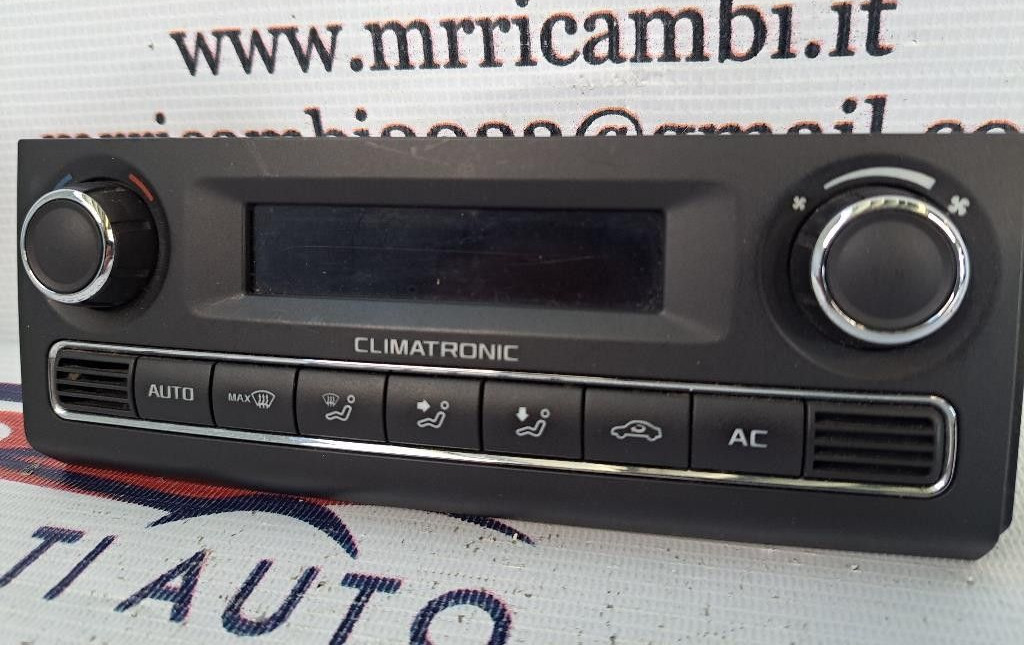 www.mrricambi.it
CLIMATRONIC
AUTO
MAX
AC
TI AUTO